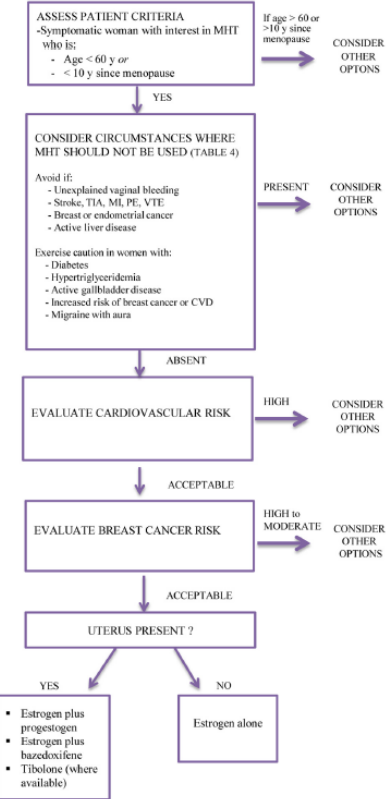 ASSESS PATIENT CRITERIA
-Symptomatic woman with interest in MHT
who is;
- Age < 60 y or
- < 10 y since menopause
If age > 60 or
>10 y since
menopause
CONSIDER
OTHER
OPTONS
YES
CONSIDER CIRCUMSTANCES WHERE
MHT SHOULD NOT BE USED (TABLE 4)
Avoid if:
- Unexplained vaginal bleeding
- Stroke, TIA, MI, PE, VTE
- Breast or endometrial cancer
- Active liver disease
Exercise caution in women with:
- Diabetes
- Hypertriglyceridemia
- Active gallbladder disease
- Increased risk of breast cancer or CVD
- Migraine with aura
PRESENT
CONSIDER
OTHER
OPTIONS
ABSENT
EVALUATE CARDIOVASCULAR RISK
HIGH
CONSIDER
OTHER
OPTIONS
ACCEPTABLE
EVALUATE BREAST CANCER RISK
HIGH to
MODERATE
CONSIDER
OTHER
OPTIONS
ACCEPTABLE
UTERUS PRESENT ?
YES
▪ Estrogen plus
progestogen
▪ Estrogen plus
bazedoxifene
▪ Tibolone (where
available)
NO
Estrogen alone